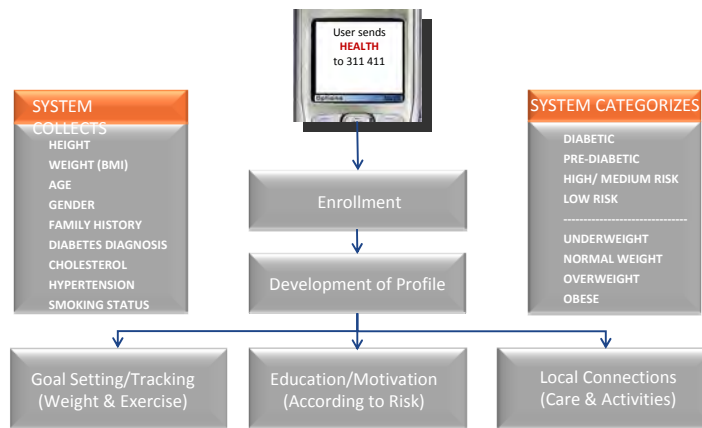 User sends
HEALTH
to 311 411
Options
SYSTEM
COLLECTS
HEIGHT
WEIGHT (BMI)
AGE
GENDER
FAMILY HISTORY
DIABETES DIAGNOSIS
CHOLESTEROL
HYPERTENSION
SMOKING STATUS
SYSTEM CATEGORIZES
DIABETIC
PRE-DIABETIC
HIGH/ MEDIUM RISK
LOW RISK
-------------------------------
UNDERWEIGHT
NORMAL WEIGHT
OVERWEIGHT
OBESE
Enrollment
Development of Profile
Goal Setting/Tracking
(Weight & Exercise)
Education/Motivation
(According to Risk)
Local Connections
(Care & Activities)